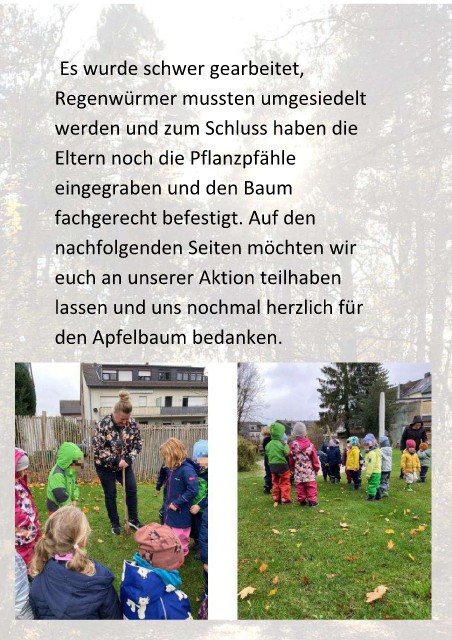 Es wurde schwer gearbeitet,
Regenwürmer mussten umgesiedelt
werden und zum Schluss haben die
Eltern noch die Pflanzpfähle
eingegraben und den Baum
fachgerecht befestigt. Auf den
nachfolgenden Seiten möchten wir
euch an unserer Aktion teilhaben
lassen und uns nochmal herzlich für
den Apfelbaum bedanken.